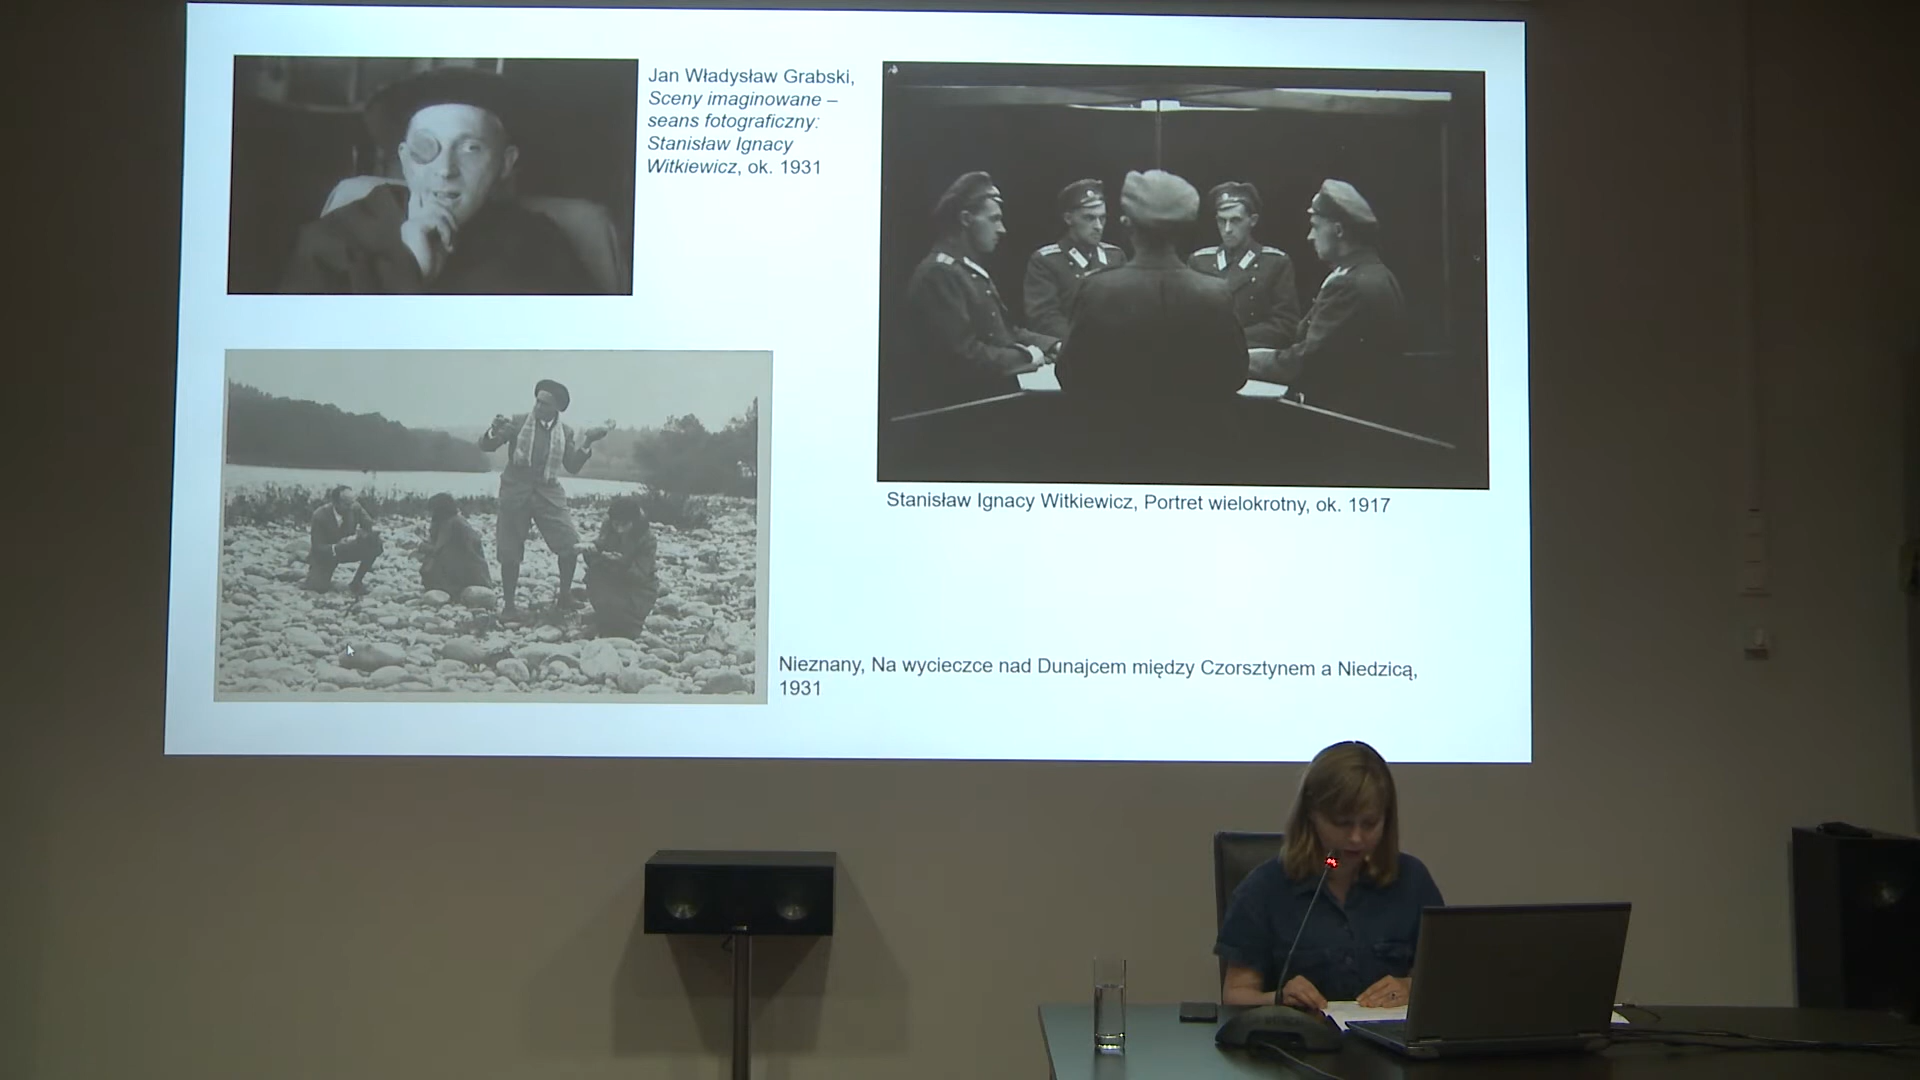 Jan Władysław Grabski,
Sceny imaginowane –
seans fotograficzny:
Stanisław Ignacy
Witkiewicz, ok. 1931
Stanisław Ignacy Witkiewicz, Portret wielokrotny, ok. 1917
Nieznany, Na wycieczce nad Dunajcem między Czorsztynem a Niedzicą,
1931